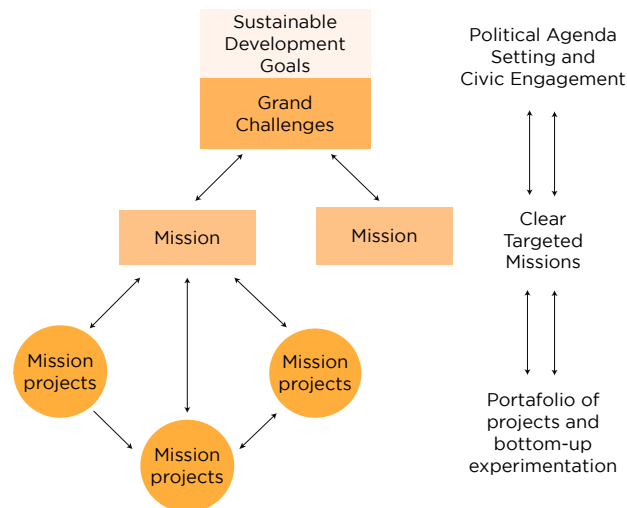 Sustainable
Development
Goals
Grand
Challenges
Mission
Mission
Mission
projects
Mission
projects
Mission
projects
Political Agenda
Setting and
Civic Engagement
Clear
Targeted
Missions
Portafolio of
projects and
bottom-up
experimentation